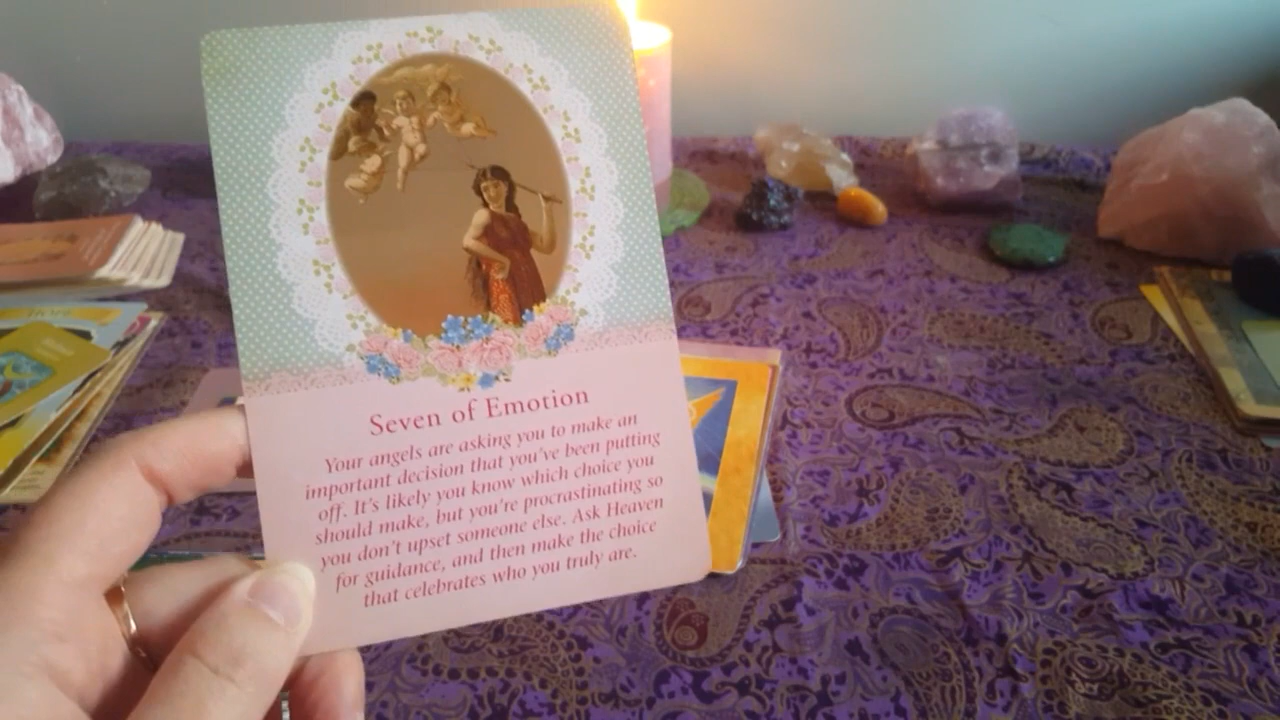 Seven of Emotion
Your angels are asking you to make an
important decision that you've been putting
off. It's likely you know which choice you
should make, but you're procrastinating so
you don't upset someone else. Ask Heaven
for guidance, and then make the choice
that celebrates who you truly are.